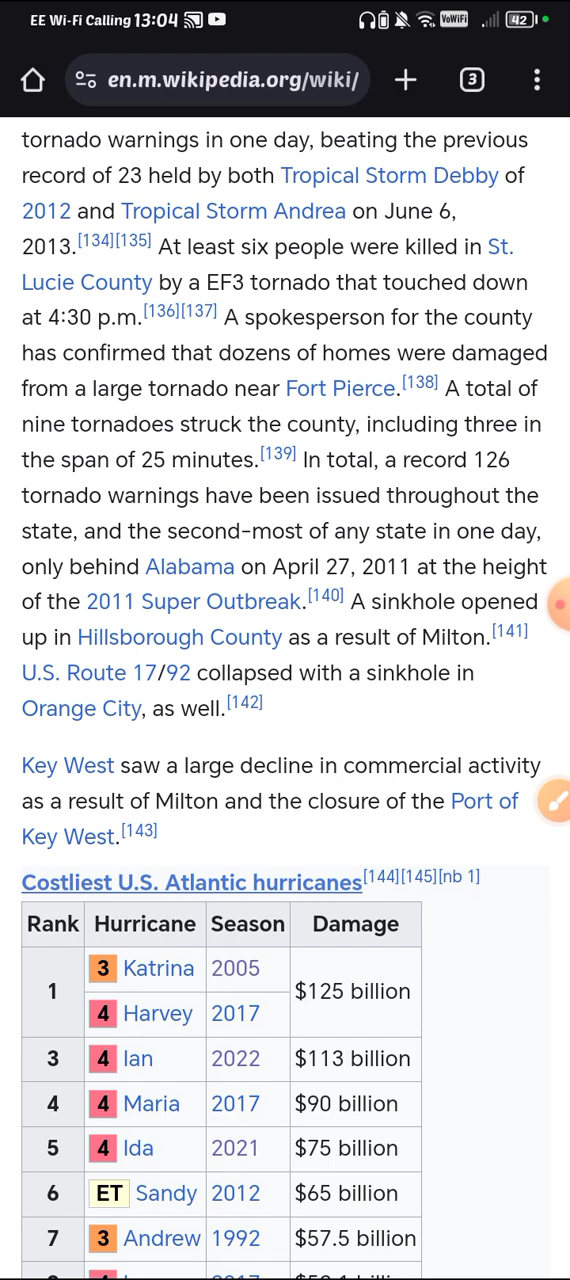 EE Wi-Fi Calling 13:04 VoWiFi 42
en.m.wikipedia.org/wiki/ 3
tornado warnings in one day, beating the previous
record of 23 held by both Tropical Storm Debby of
2012 and Tropical Storm Andrea on June 6,
2013.[134][135] At least six people were killed in St.
Lucie County by a EF3 tornado that touched down
at 4:30 p.m.[136][137] A spokesperson for the county
has confirmed that dozens of homes were damaged
from a large tornado near Fort Pierce.[138] A total of
nine tornadoes struck the county, including three in
the span of 25 minutes.[139] In total, a record 126
tornado warnings have been issued throughout the
state, and the second-most of any state in one day,
only behind Alabama on April 27, 2011 at the height
of the 2011 Super Outbreak.[140] A sinkhole opened
up in Hillsborough County as a result of Milton.[141]
U.S. Route 17/92 collapsed with a sinkhole in
Orange City, as well.[142]
Key West saw a large decline in commercial activity
as a result of Milton and the closure of the Port of
Key West.[143]
Costliest U.S. Atlantic hurricanes[144][145][nb 1]
Rank Hurricane Season Damage
1 3 Katrina 2005 $125 billion
4 Harvey 2017
3 4 Ian 2022 $113 billion
4 4 Maria 2017 $90 billion
5 4 Ida 2021 $75 billion
6 ET Sandy 2012 $65 billion
7 3 Andrew 1992 $57.5 billion